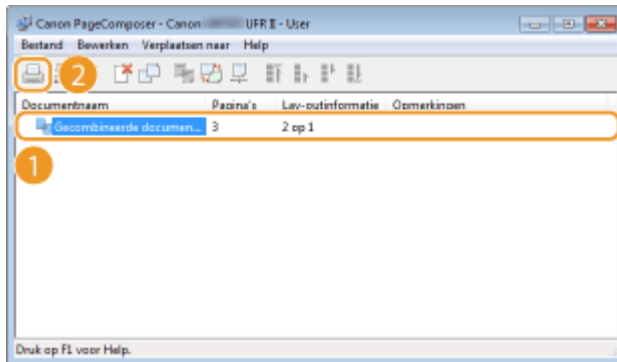 Canon PageComposer - Canon UFR II - User
Bestand Bewerken Verplaatsen naar Help
2
Documentnaam Pagina's Lay-outinformatie Opmerkingen
Gecombineerde documen... 3 2 op 1
1
Druk op F1 voor Help.